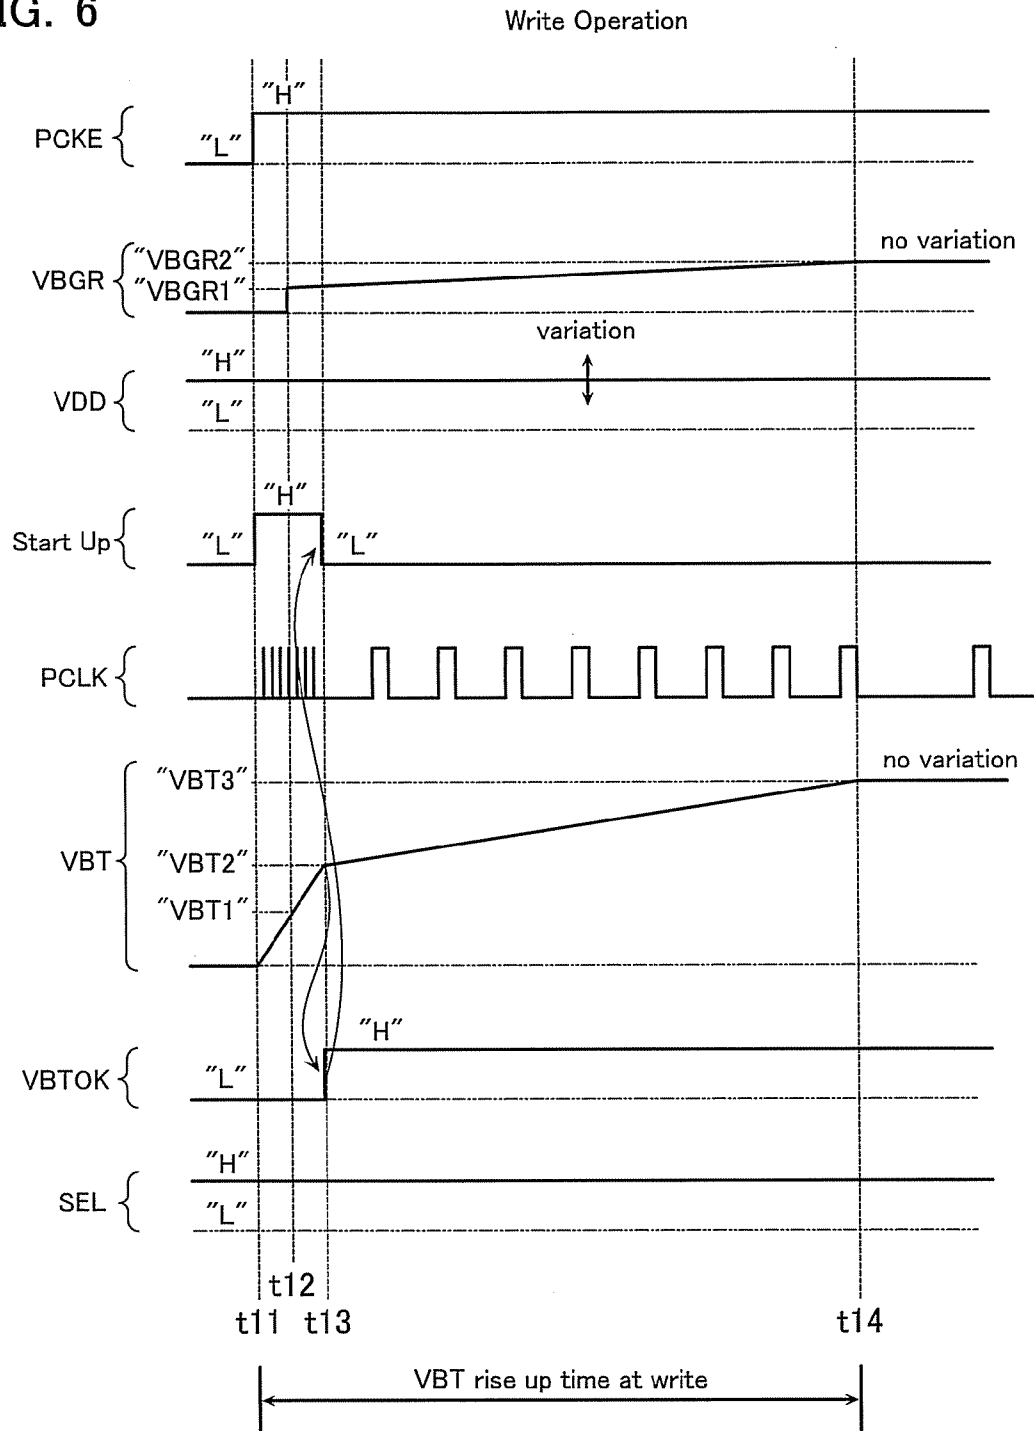 IG. 6
Write Operation
"H"
PCKE
"L"
no variation
"VBGR2"
VBGR
"VBGR1"
variation
"H"
VDD
"L"
"H"
Start Up
"L"
"L"
PCLK
no variation
"VBT3"
VBT
"VBT2"
"VBT1"
"H"
VBTOK
"L"
"H"
SEL
"L"
t12
t11 t13 t14
VBT rise up time at write